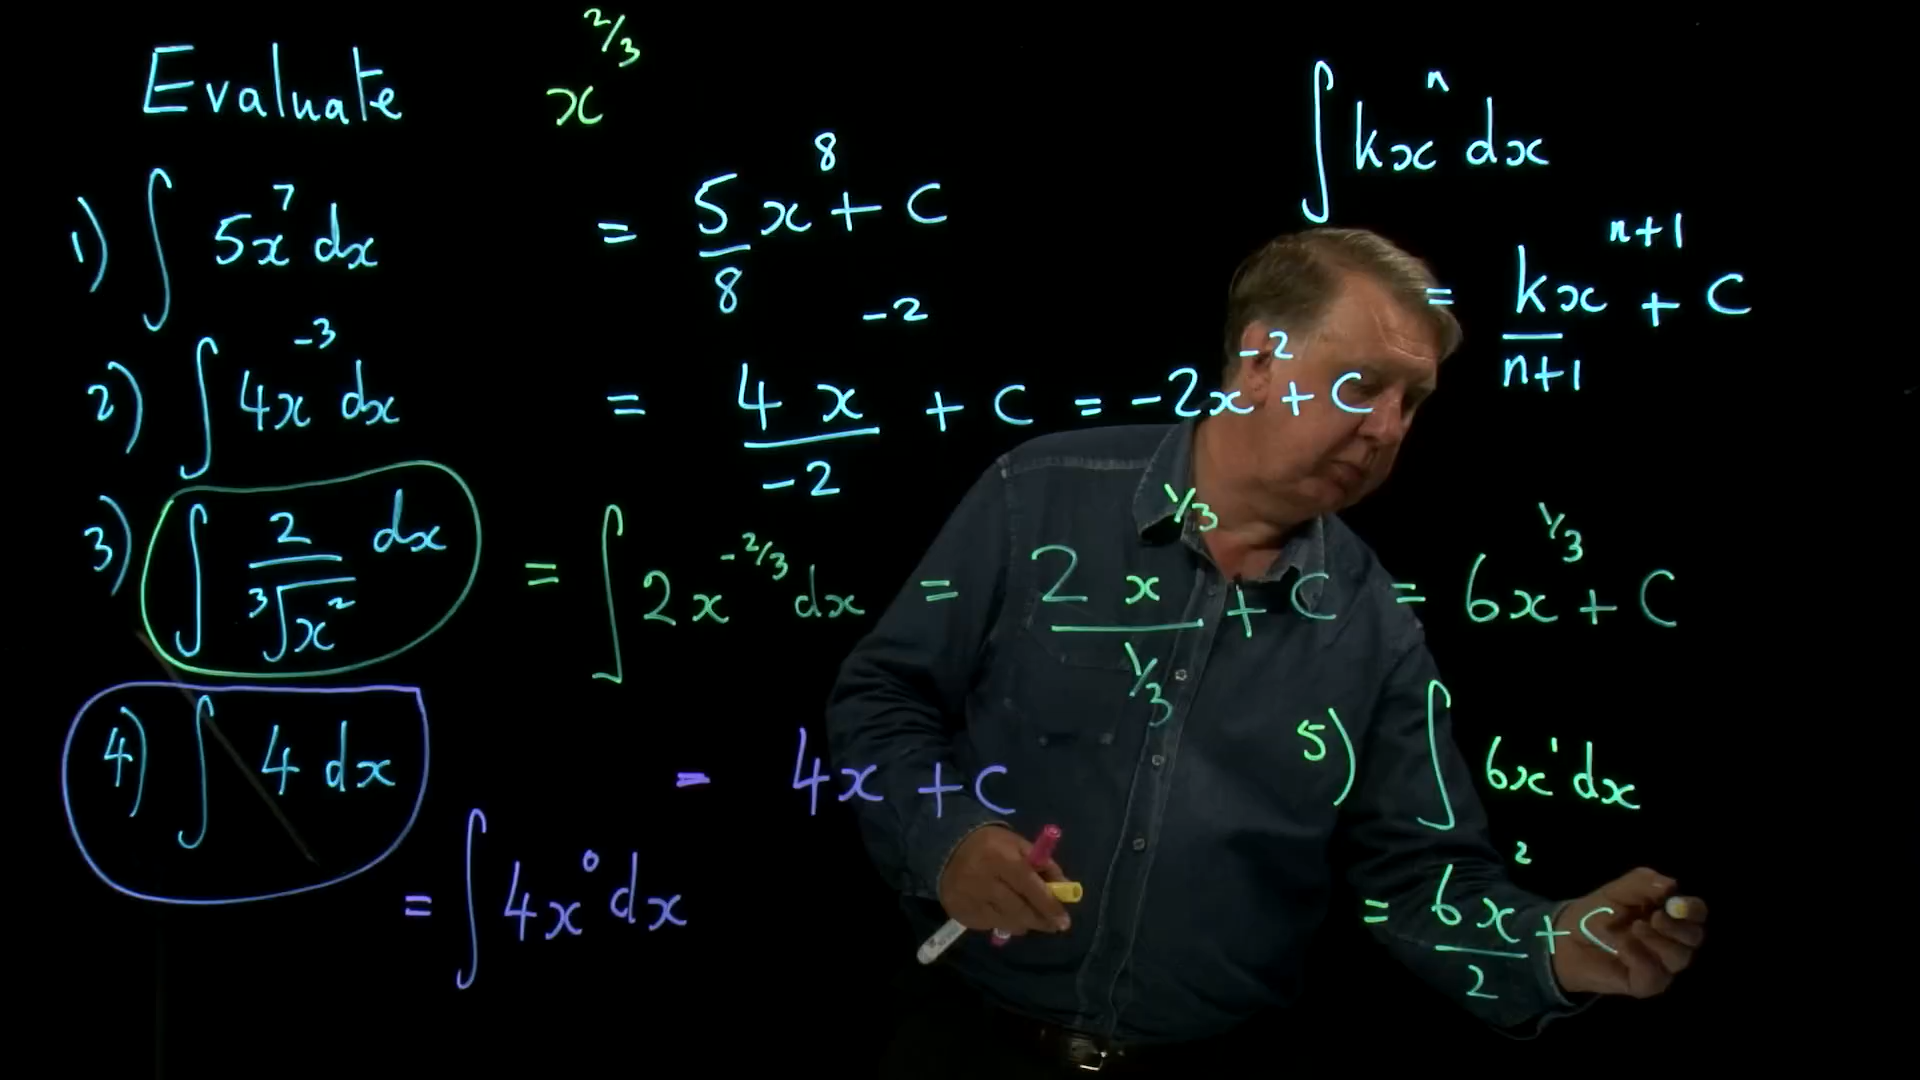 Evaluate x^{2/3}
∫ kx^n dx
= kx^{n+1}/(n+1) + C
1) ∫ 5x^7 dx = 5/8 x^8 + C
2) ∫ 4x^{-3} dx = 4x^{-2}/-2 + C = -2x^{-2} + C
3) ∫ 2/∛x² dx = ∫ 2x^{-2/3} dx = 2x^{1/3}/(1/3) + C = 6x^{1/3} + C
4) ∫ 4 dx = 4x + C
= ∫ 4x^0 dx
5) ∫ 6x^1 dx
= 6x^2/2 + C